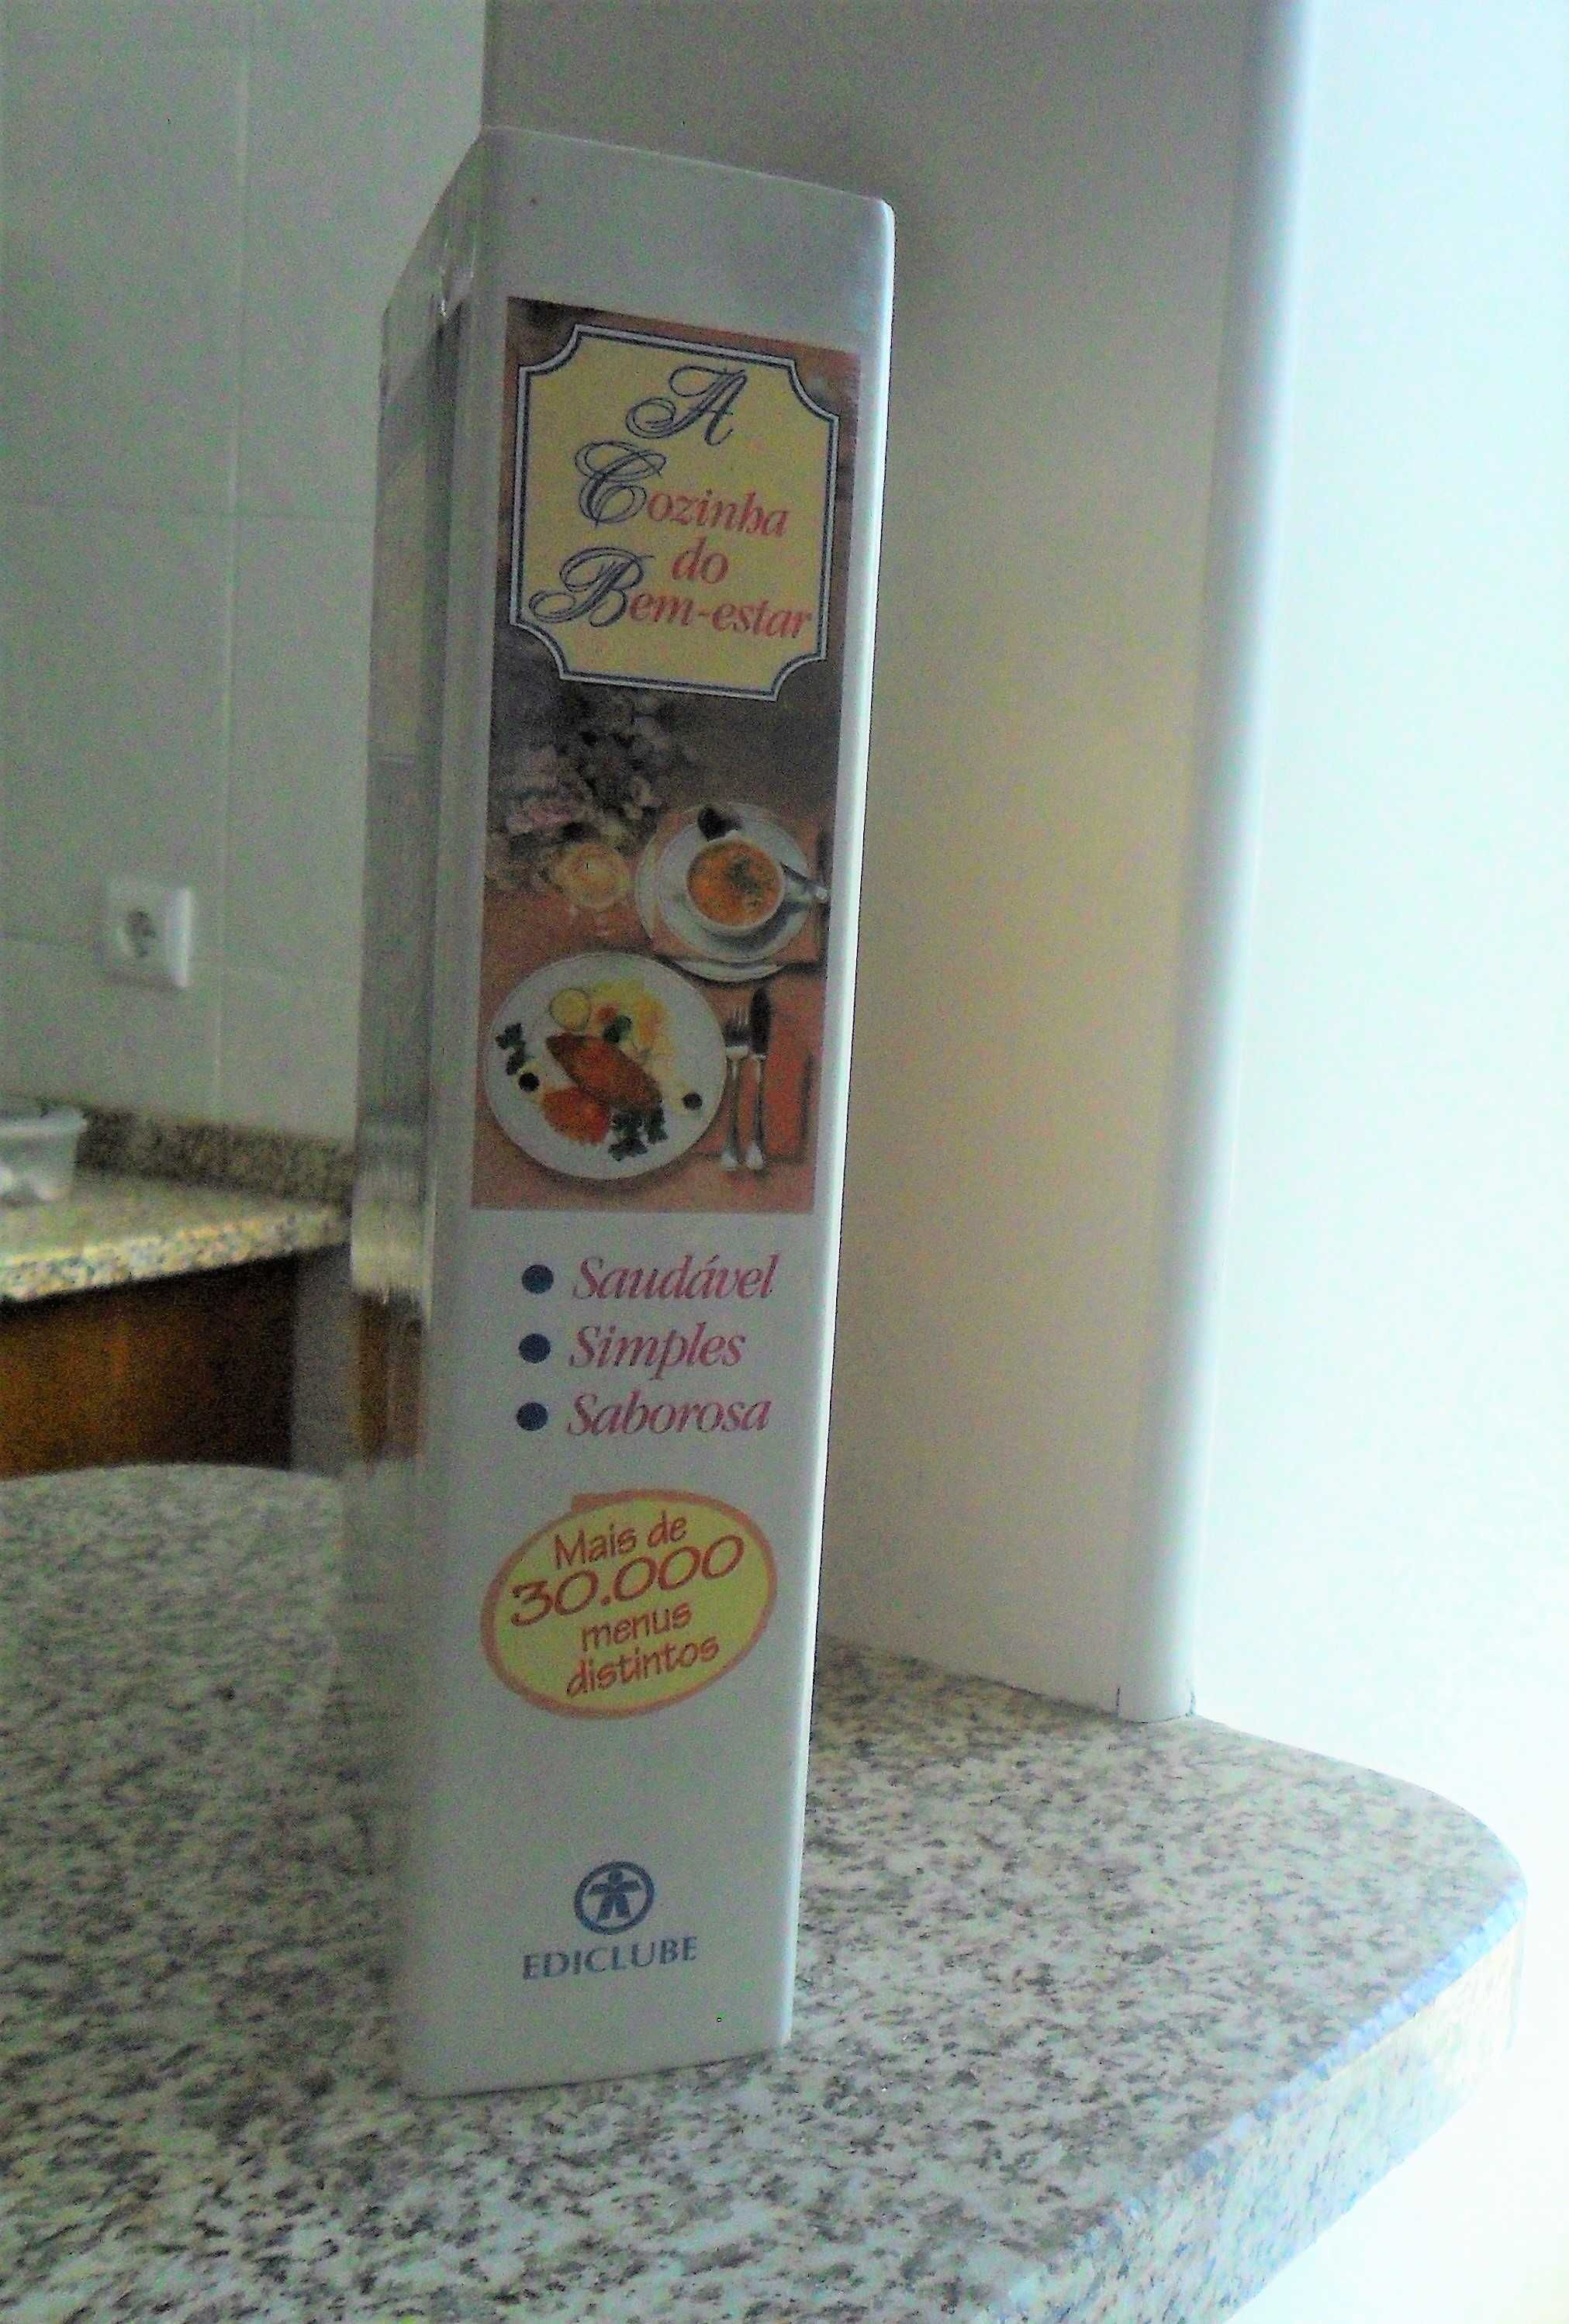 A
Cozinha
do
Bem-estar
Saudável
Simples
Saborosa
Mais de
30.000
menus
distintos
EDICLUBE